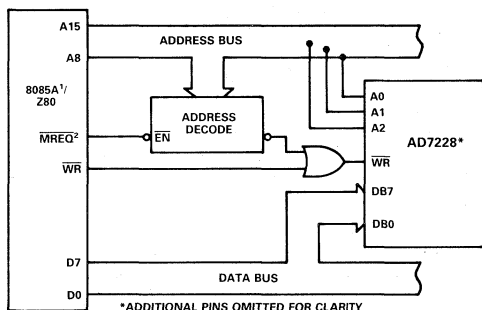 A15
ADDRESS BUS
A8
8085A¹/
Z80
ADDRESS
DECODE
A0
A1
A2
AD7228*
MREQ²
EN
WR
WR
DB7
DB0
D7
DATA BUS
D0
*ADDITIONAL PINS OMITTED FOR CLARITY